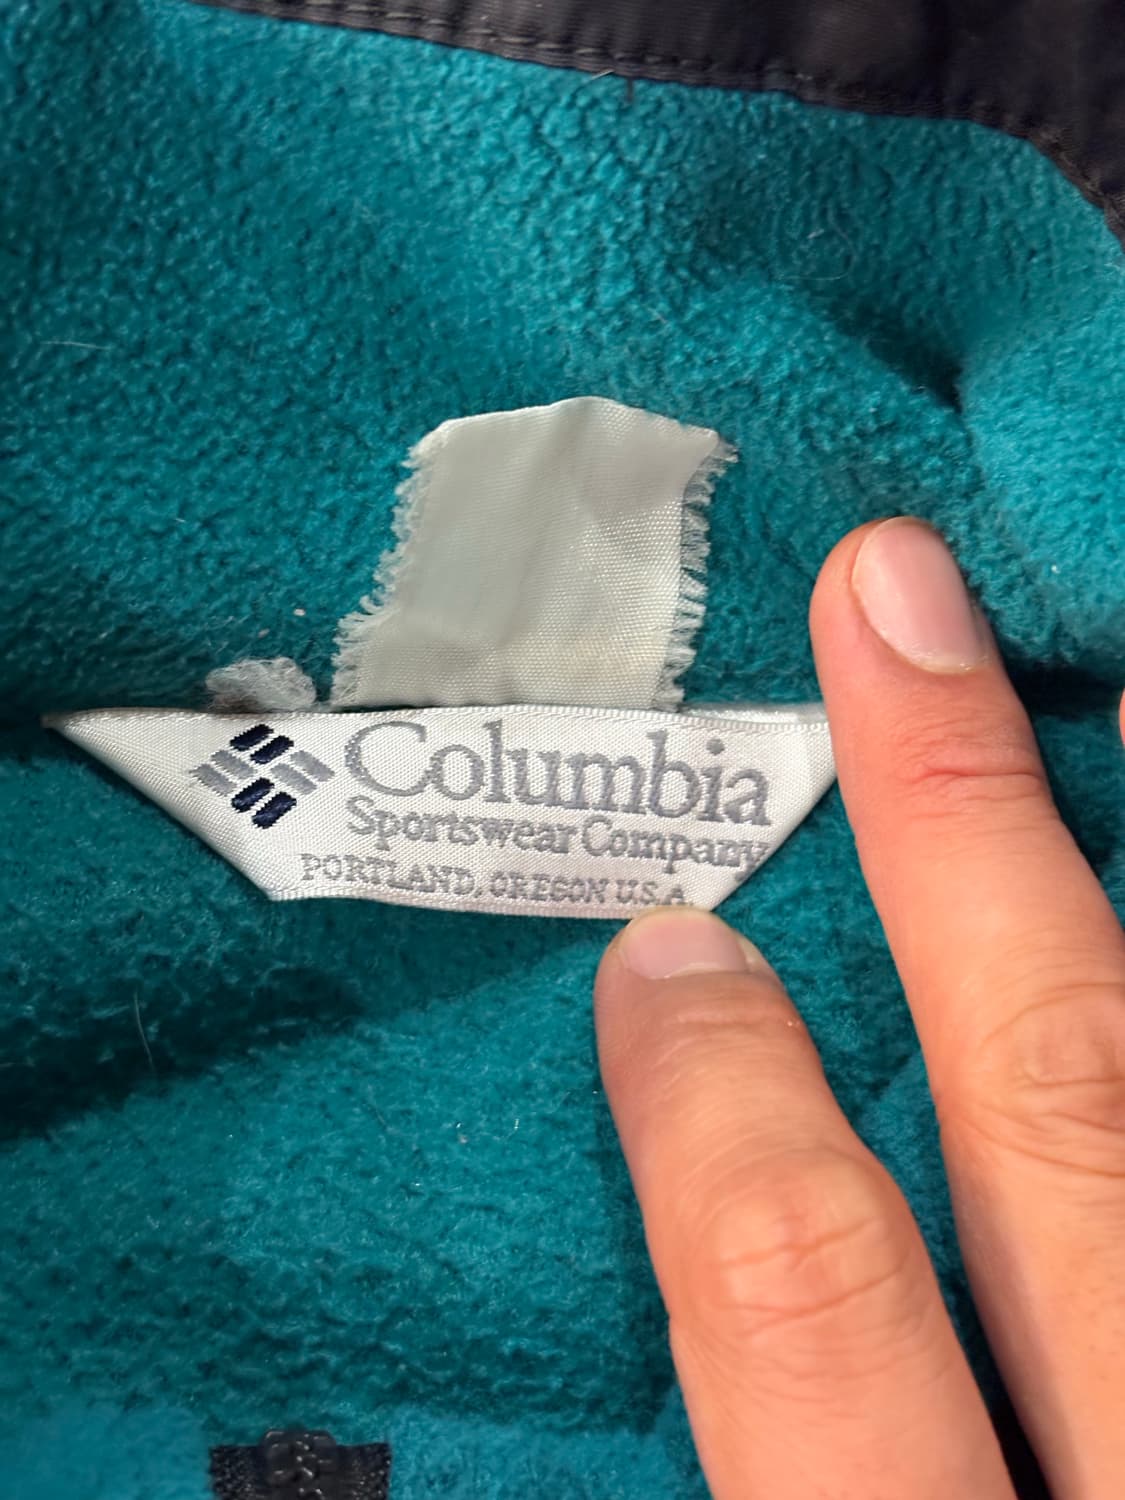 Columbia
Sportswear Company
PORTLAND, OREGON U.S.A.